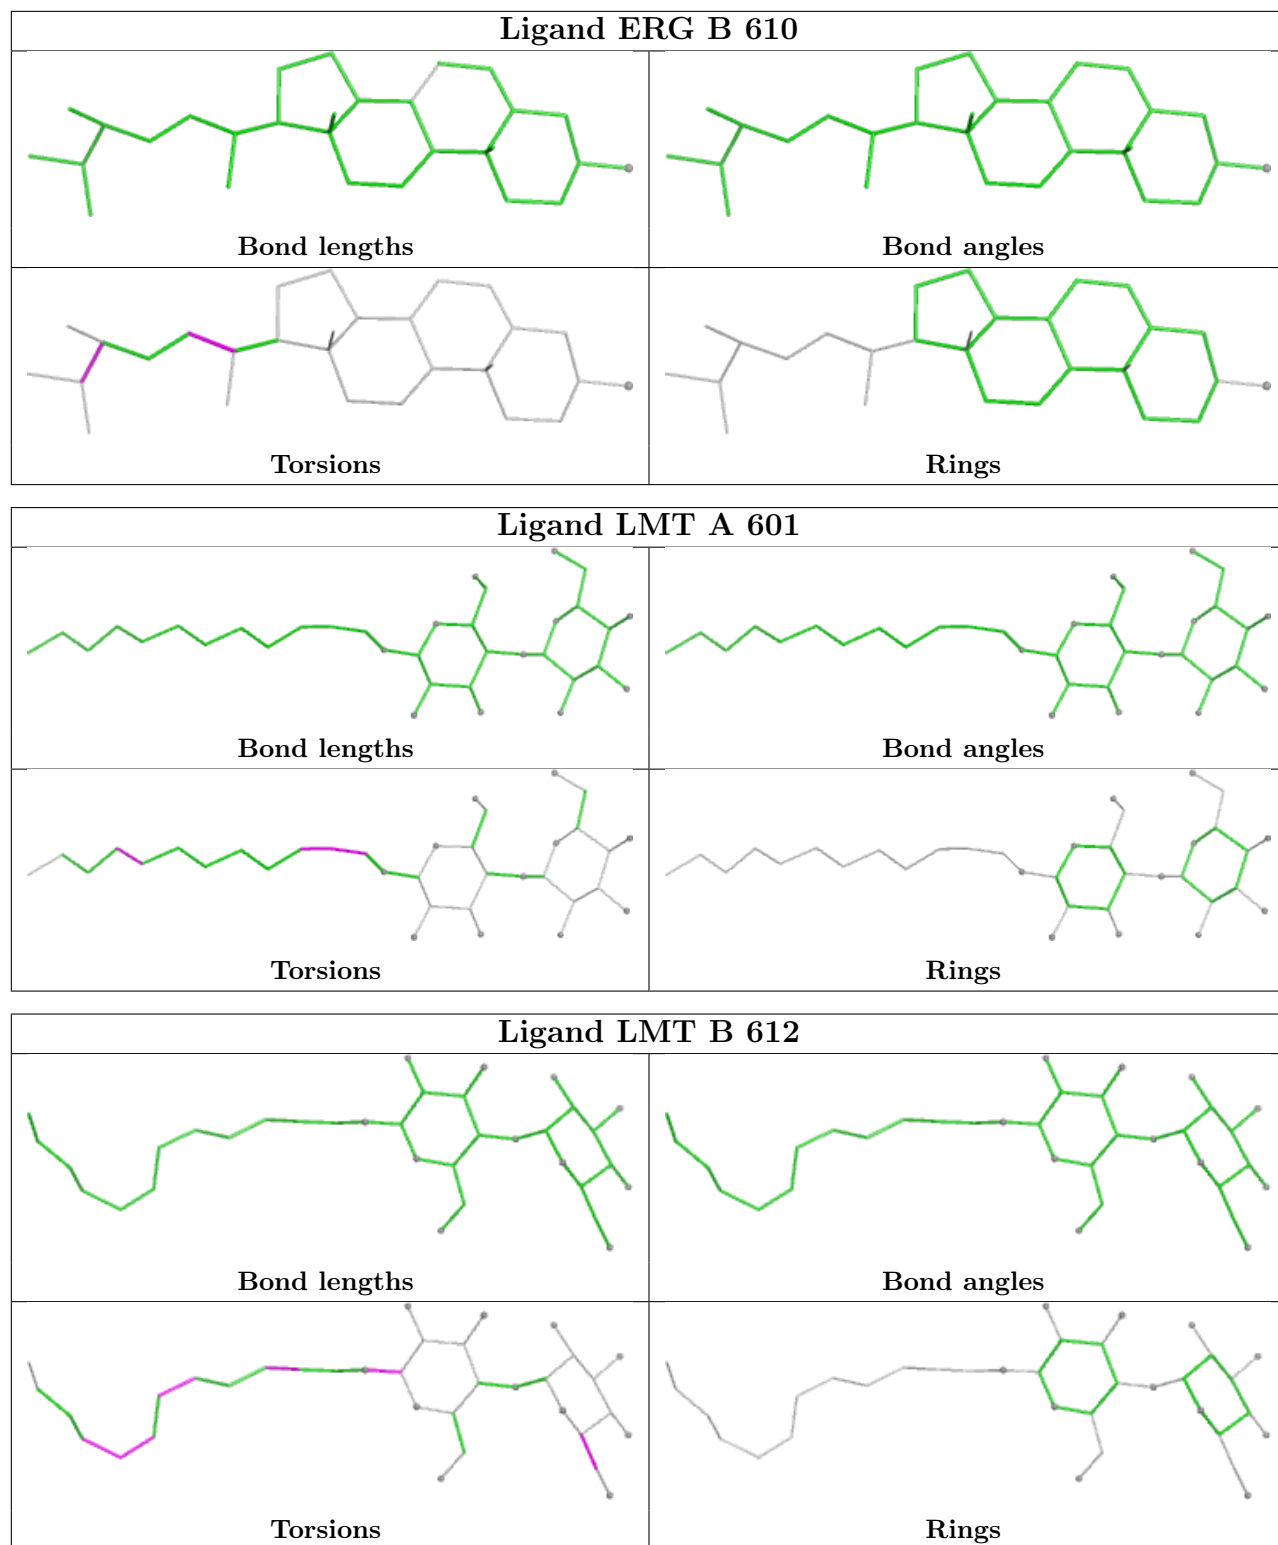 Ligand ERG B 610
Bond lengths
Bond angles
Torsions
Rings
Ligand LMT A 601
Bond lengths
Bond angles
Torsions
Rings
Ligand LMT B 612
Bond lengths
Bond angles
Torsions
Rings